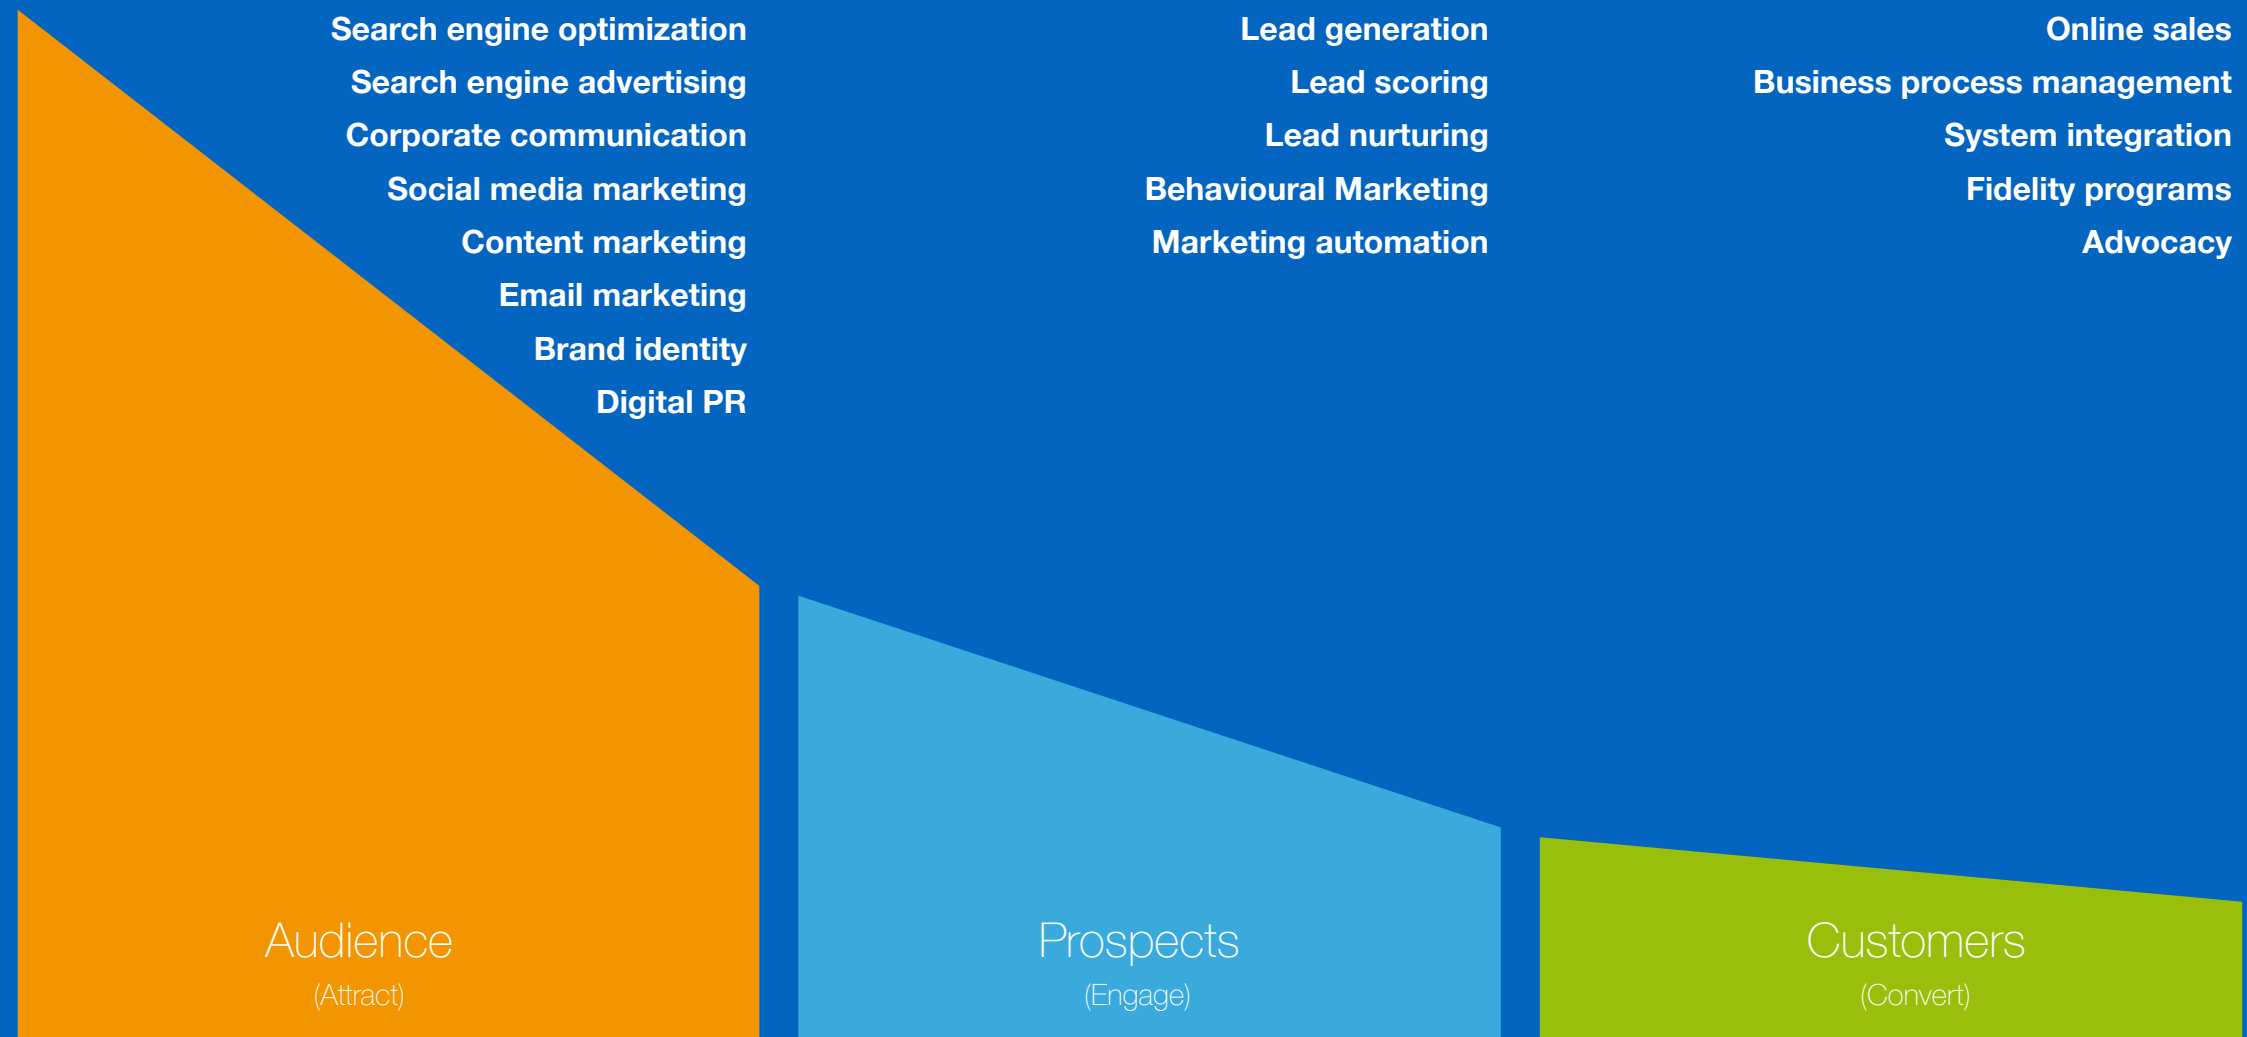 Search engine optimization
Search engine advertising
Corporate communication
Social media marketing
Content marketing
Email marketing
Brand identity
Digital PR
Lead generation
Lead scoring
Lead nurturing
Behavioural Marketing
Marketing automation
Online sales
Business process management
System integration
Fidelity programs
Advocacy
Audience
(Attract)
Prospects
(Engage)
Customers
(Convert)